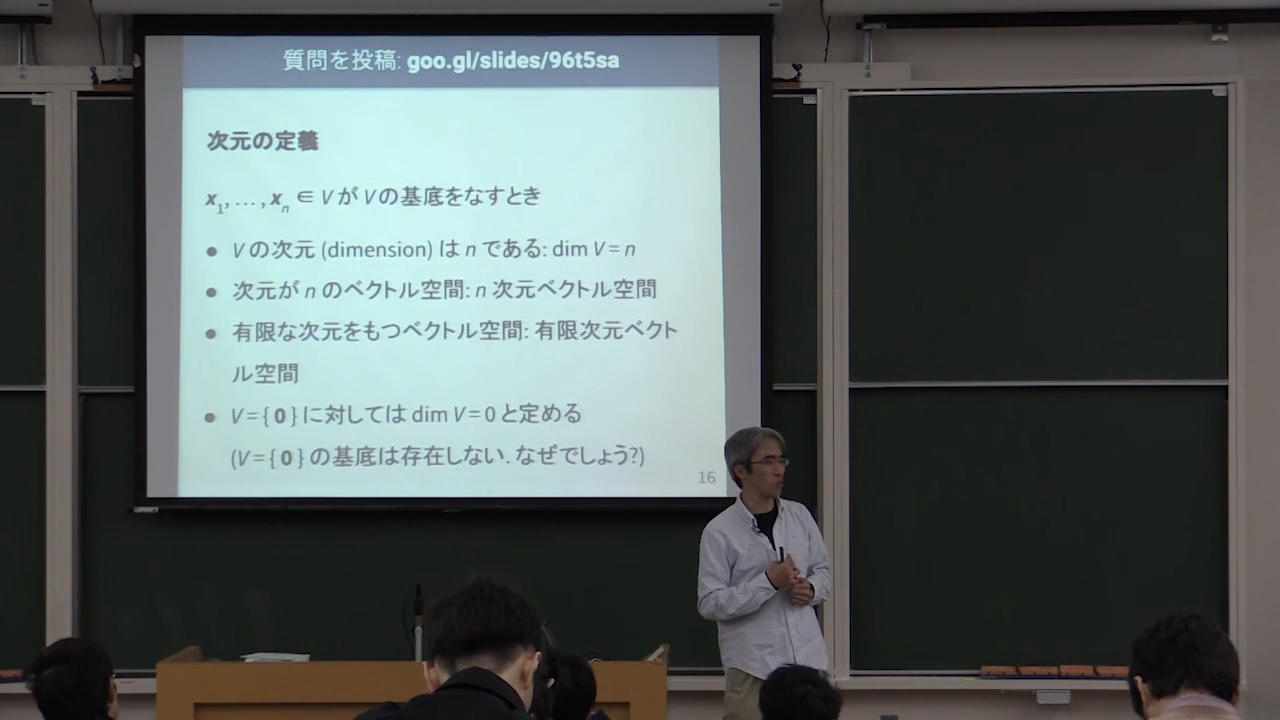 質問を投稿: goo.gl/slides/96t5sa
次元の定義
x1, … , xn ∈ V が V の基底をなすとき
● V の次元 (dimension) は n である: dim V = n
● 次元が n のベクトル空間: n 次元ベクトル空間
● 有限な次元をもつベクトル空間: 有限次元ベクト
ル空間
● V = { 0 } に対しては dim V = 0 と定める
(V = { 0 } の基底は存在しない. なぜでしょう?)
16